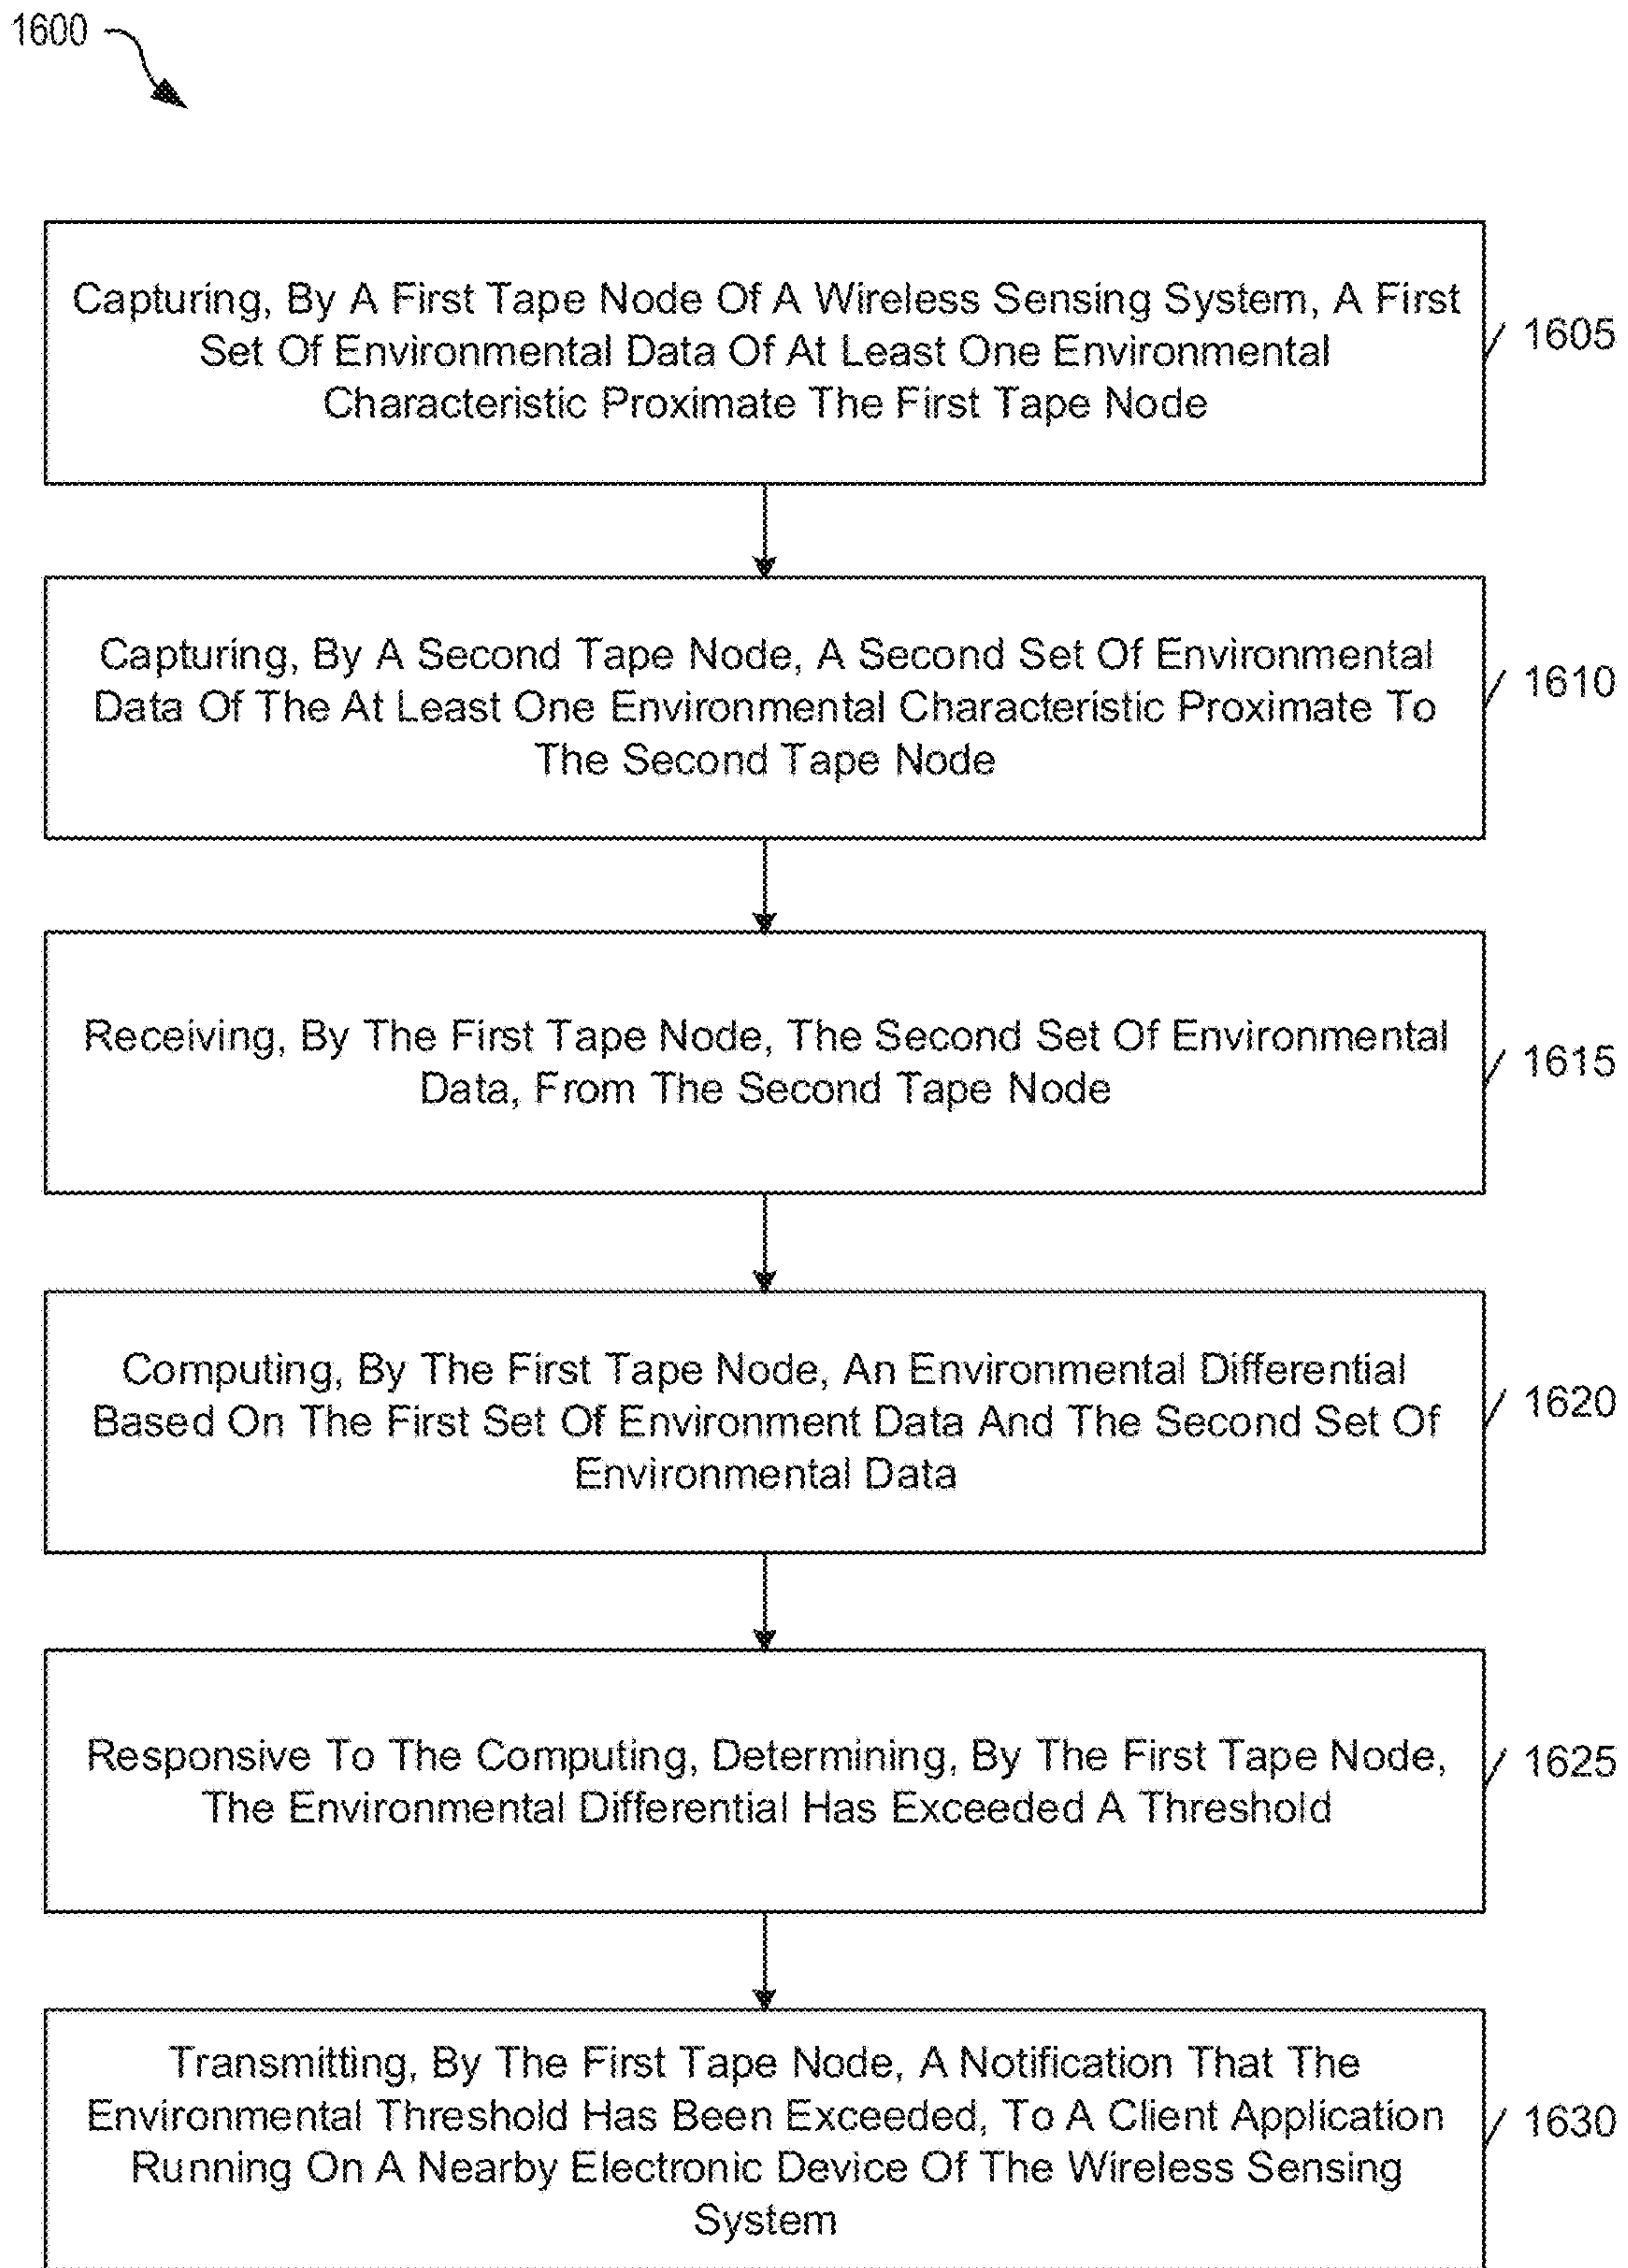 1600
Capturing, By A First Tape Node Of A Wireless Sensing System, A First
Set Of Environmental Data Of At Least One Environmental
Characteristic Proximate The First Tape Node
1605
Capturing, By A Second Tape Node, A Second Set Of Environmental
Data Of The At Least One Environmental Characteristic Proximate To
The Second Tape Node
1610
Receiving, By The First Tape Node, The Second Set Of Environmental
Data, From The Second Tape Node
1615
Computing, By The First Tape Node, An Environmental Differential
Based On The First Set Of Environment Data And The Second Set Of
Environmental Data
1620
Responsive To The Computing, Determining, By The First Tape Node,
The Environmental Differential Has Exceeded A Threshold
1625
Transmitting, By The First Tape Node, A Notification That The
Environmental Threshold Has Been Exceeded, To A Client Application
Running On A Nearby Electronic Device Of The Wireless Sensing
System
1630